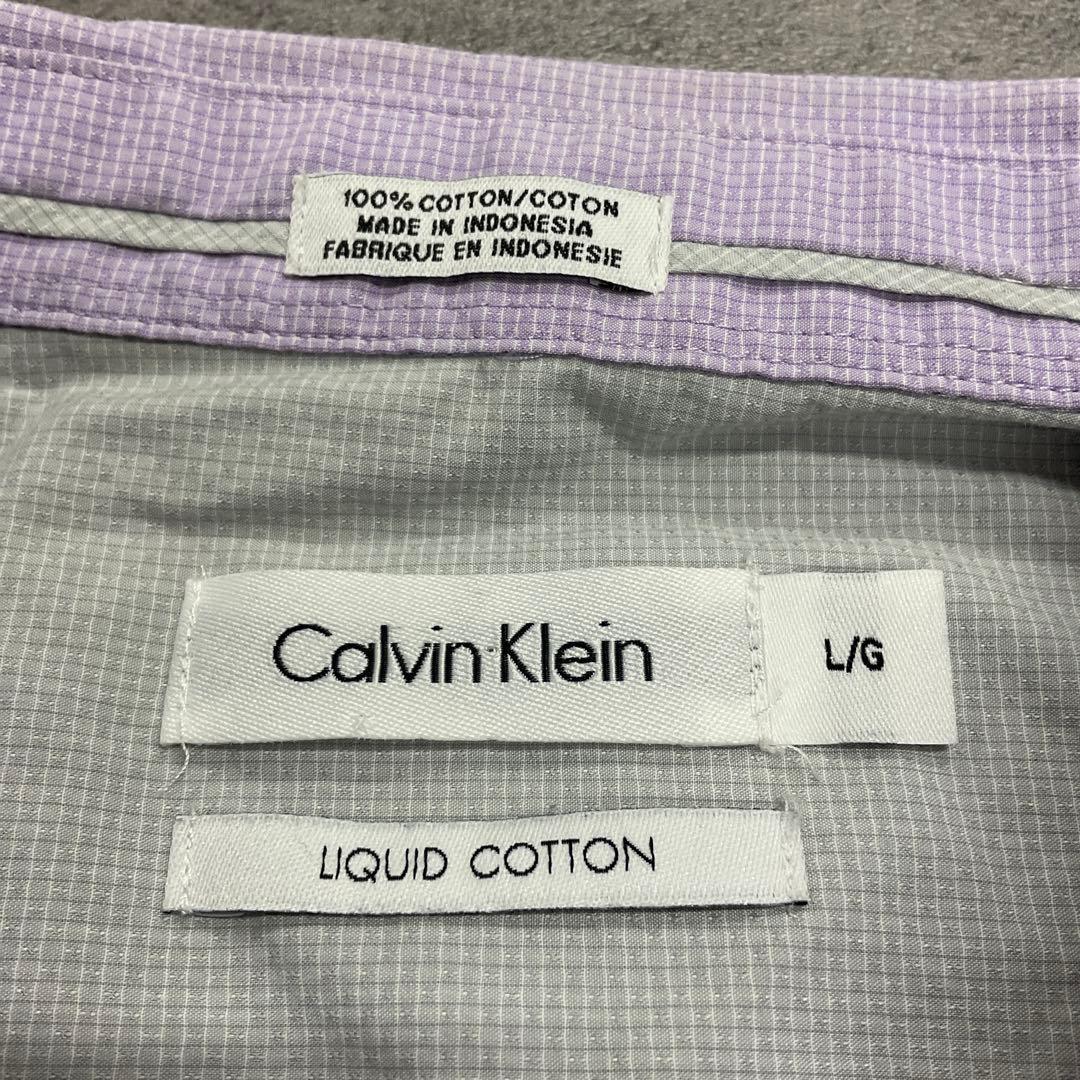 100% COTTON/COTON
MADE IN INDONESIA
FABRIQUE EN INDONESIE
Calvin Klein
L/G
LIQUID COTTON